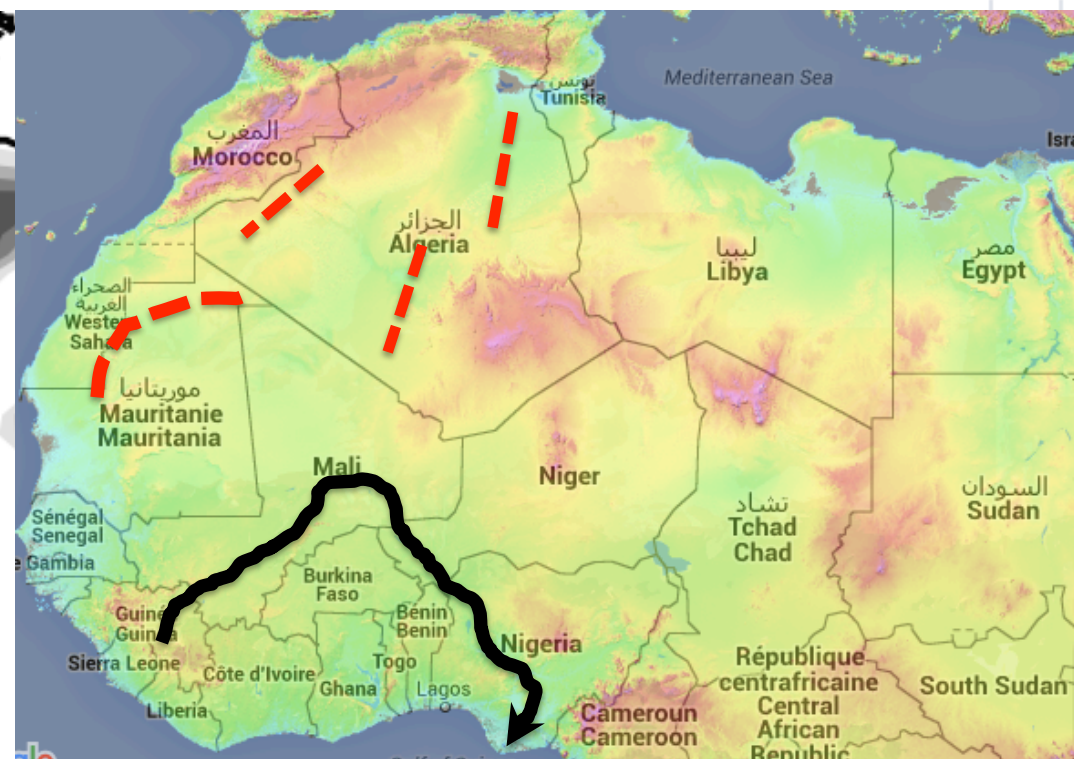 Mediterranean Sea
تونس
Tunisia
المغرب
Morocco
الجزائر
Algeria
ليبيا
Libya
مصر
Egypt
الصحراء
الغربية
Western
Sahara
موريتانيا
Mauritanie
Mauritania
Mali
Niger
تشاد
Tchad
Chad
السودان
Sudan
Sénégal
Senegal
Gambia
Burkina
Faso
Guinée
Guinea
Bénin
Benin
Nigeria
Sierra Leone
Côte d'Ivoire
Togo
Ghana
Lagos
Liberia
Cameroun
Cameroon
République
centrafricaine
Central
African
Republic
South Sudan